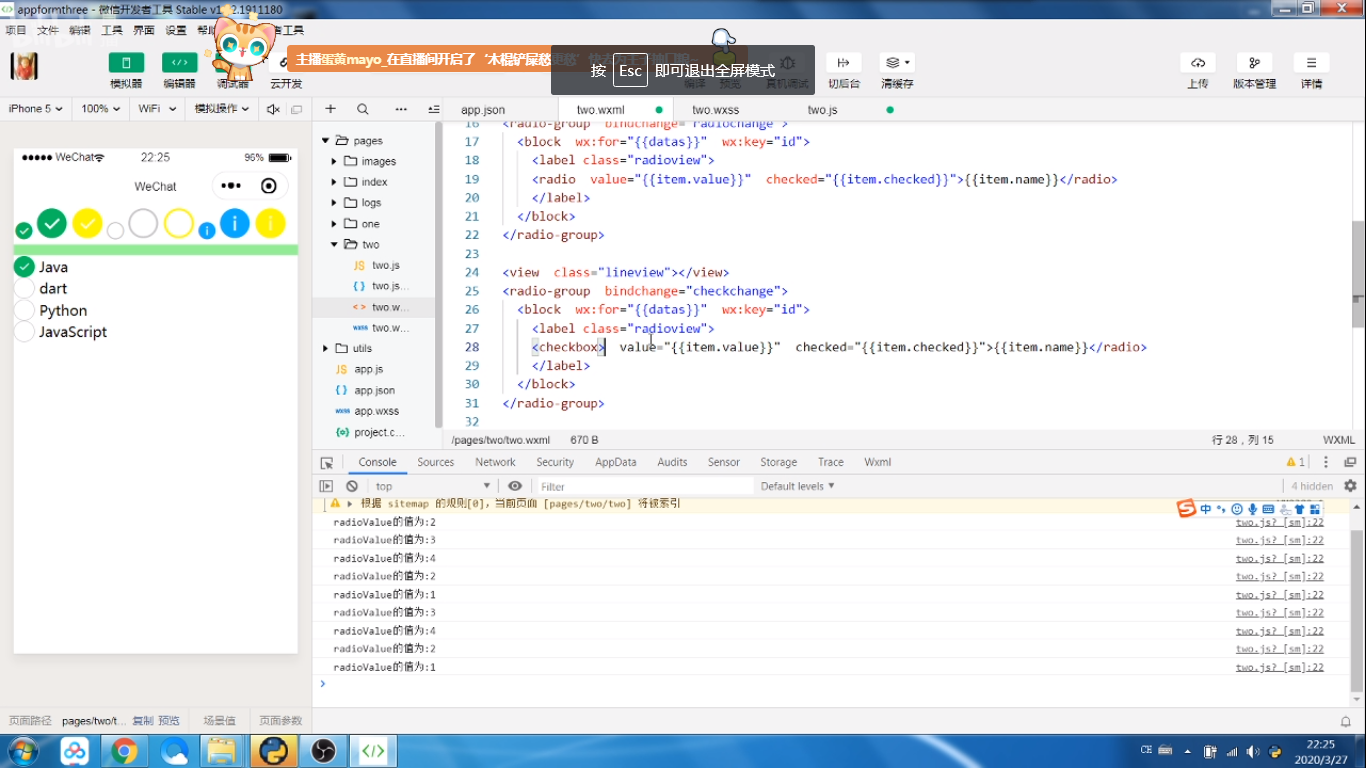 appformthree - 微信开发者工具 Stable v1.02.1911180
项目 文件 编辑 工具 界面 设置
主播蛋黄mayo_在直播间开启了
按 Esc 即可退出全屏模式
模拟器 编辑器 调试器 云开发 编译 预览 真机调试 切后台 清缓存 上传 版本管理 详情
iPhone 5 100% WiFi 模拟操作
app.json two.wxml two.wxss two.js
WeChat 22:25 96%
WeChat
Java
dart
Python
JavaScript
pages
images
index
logs
one
two
two.js
two.js...
two.w...
two.w...
utils
app.js
app.json
app.wxss
project.c...
16 <radio-group bindchange="radiochange">
17 <block wx:for="{{datas}}" wx:key="id">
18 <label class="radioview">
19 <radio value="{{item.value}}" checked="{{item.checked}}">{{item.name}}</radio>
20 </label>
21 </block>
22 </radio-group>
23
24 <view class="lineview"></view>
25 <radio-group bindchange="checkchange">
26 <block wx:for="{{datas}}" wx:key="id">
27 <label class="radioview">
28 <checkbox> value="{{item.value}}" checked="{{item.checked}}">{{item.name}}</radio>
29 </label>
30 </block>
31 </radio-group>
32
/pages/two/two.wxml 670 B 行 28，列 15 WXML
Console Sources Network Security AppData Audits Sensor Storage Trace Wxml 1
top Filter Default levels 4 hidden
根据 sitemap 的规则[0]，当前页面 [pages/two/two] 将被索引
中
radioValue的值为:2 two.js? [sm]:22
radioValue的值为:3 two.js? [sm]:22
radioValue的值为:4 two.js? [sm]:22
radioValue的值为:2 two.js? [sm]:22
radioValue的值为:1 two.js? [sm]:22
radioValue的值为:3 two.js? [sm]:22
radioValue的值为:4 two.js? [sm]:22
radioValue的值为:2 two.js? [sm]:22
radioValue的值为:1 two.js? [sm]:22
页面路径 pages/two/t... 复制 预览 场景值 页面参数
CE 22:25
2020/3/27